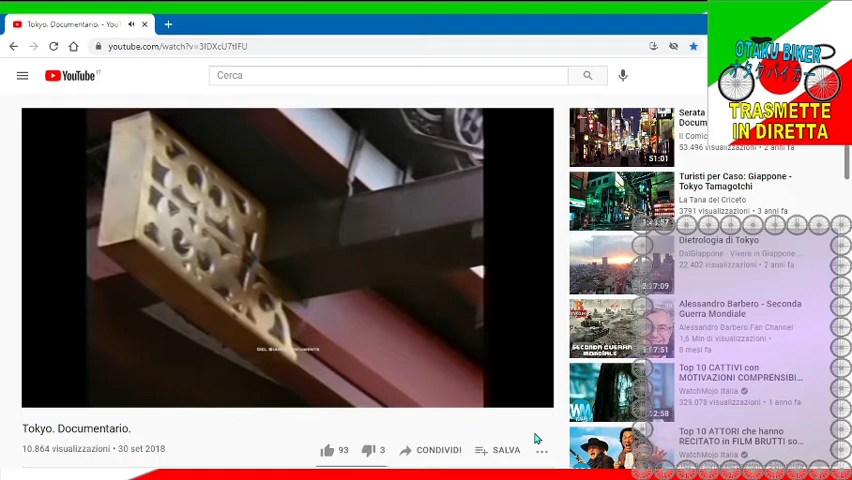 Tokyo. Documentario. - YouT
youtube.com/watch?v=3IDXcU7tIFU
YouTube IT
Cerca
OTAKU BIKER
オタクバイカー
TRASMETTE
IN DIRETTA
Serata
Docum
Il Comic
53.496 visualizzazioni • 2 anni fa
51:01
Turisti per Caso: Giappone -
Tokyo Tamagotchi
La Tana del Criceto
3791 visualizzazioni • 3 anni fa
Dietrologia di Tokyo
DalGiappone - Vivere in Giappone ...
22.402 visualizzazioni • 2 anni fa
Alessandro Barbero - Seconda
Guerra Mondiale
Alessandro Barbero Fan Channel
1,6 Mln di visualizzazioni •
8 mesi fa
SECONDA GUERRA
MONDIALE
Top 10 CATTIVI con
MOTIVAZIONI COMPRENSIBI...
WatchMojo Italia
329.078 visualizzazioni • 1 anno fa
12:58
Top 10 ATTORI che hanno
RECITATO in FILM BRUTTI so...
WatchMojo Italia
DEL BIANCO DOCUMENTS
Tokyo. Documentario.
10.864 visualizzazioni • 30 set 2018
93
3
CONDIVIDI
SALVA